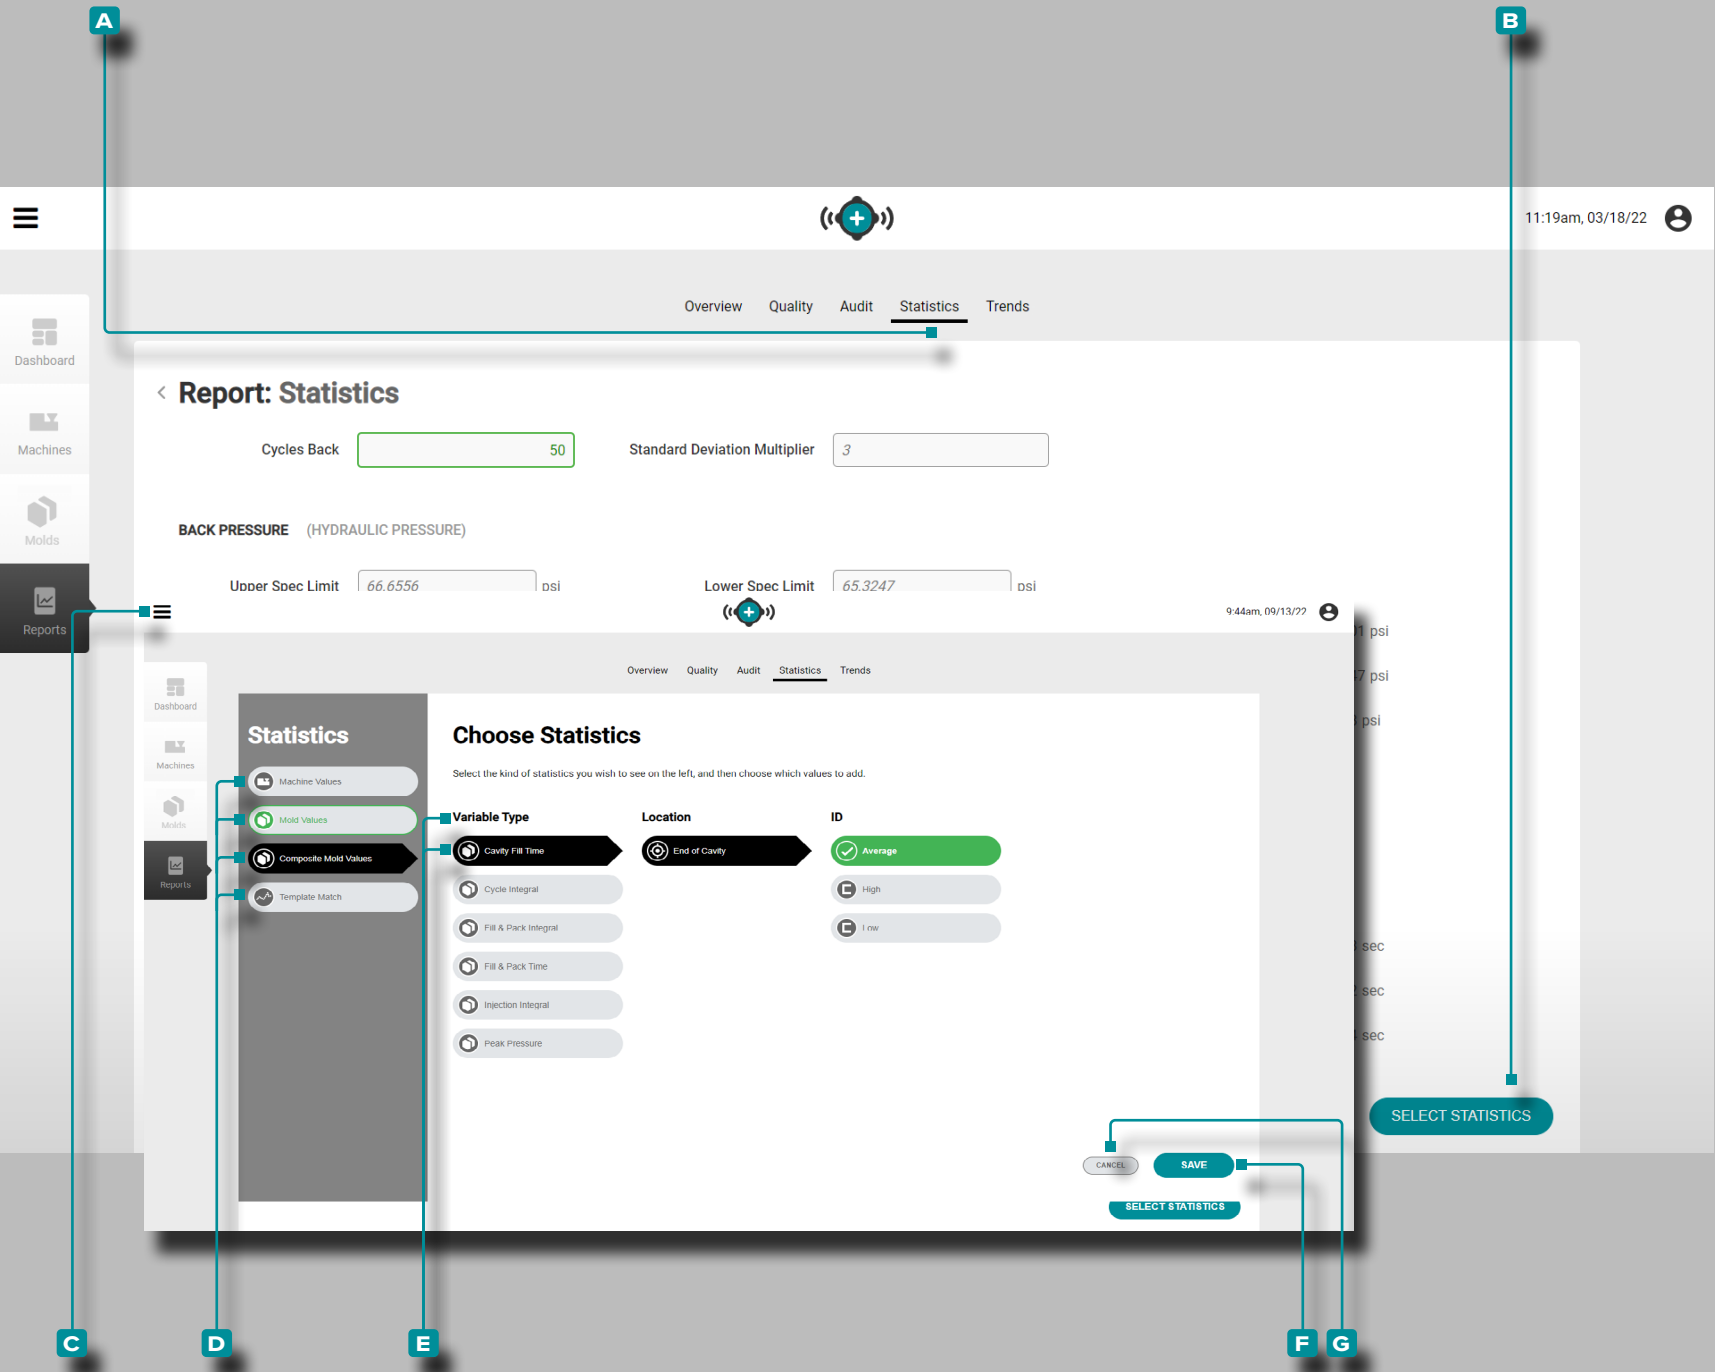 A
B
11:19am, 03/18/22
Overview Quality Audit Statistics Trends
Dashboard
Machines
Molds
Reports
Report: Statistics
Cycles Back 50 Standard Deviation Multiplier 3
BACK PRESSURE (HYDRAULIC PRESSURE)
Upper Spec Limit 66.6556 psi Lower Spec Limit 65.3247 psi
psi
psi
psi
sec
sec
sec
SELECT STATISTICS
9:44am, 09/13/22
Overview Quality Audit Statistics Trends
Dashboard
Machines
Molds
Reports
Statistics
Machine Values
Mold Values
Composite Mold Values
Template Match
Choose Statistics
Select the kind of statistics you wish to see on the left, and then choose which values to add.
Variable Type Location ID
Cavity Fill Time End of Cavity Average
Cycle Integral High
Fill & Pack Integral Low
Fill & Pack Time
Injection Integral
Peak Pressure
CANCEL SAVE
SELECT STATISTICS
C D E F G